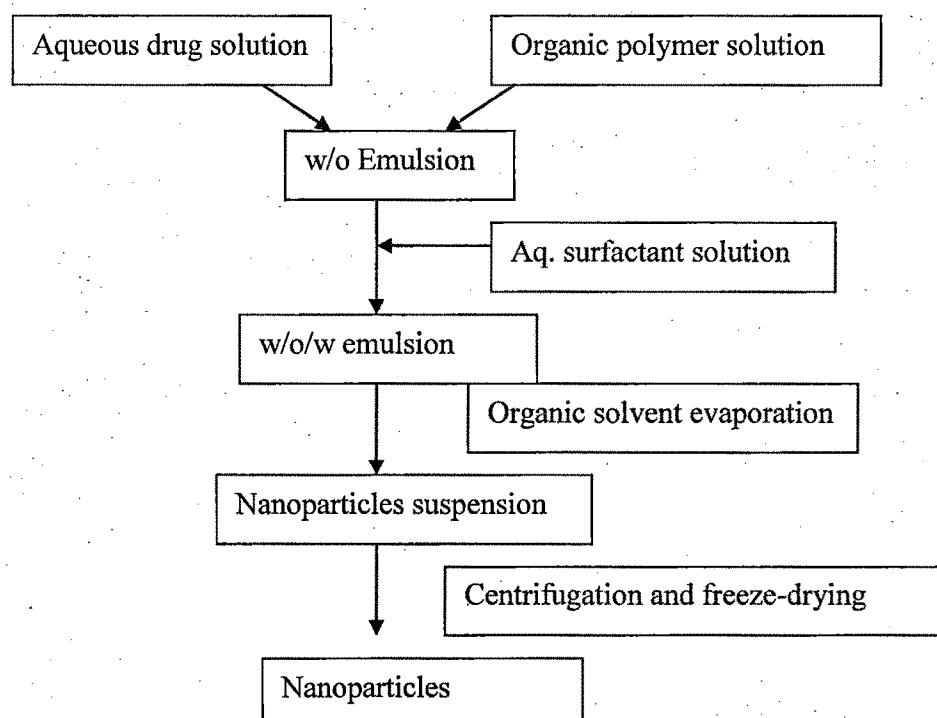 Aqueous drug solution
Organic polymer solution
w/o Emulsion
Aq. surfactant solution
w/o/w emulsion
Organic solvent evaporation
Nanoparticles suspension
Centrifugation and freeze-drying
Nanoparticles